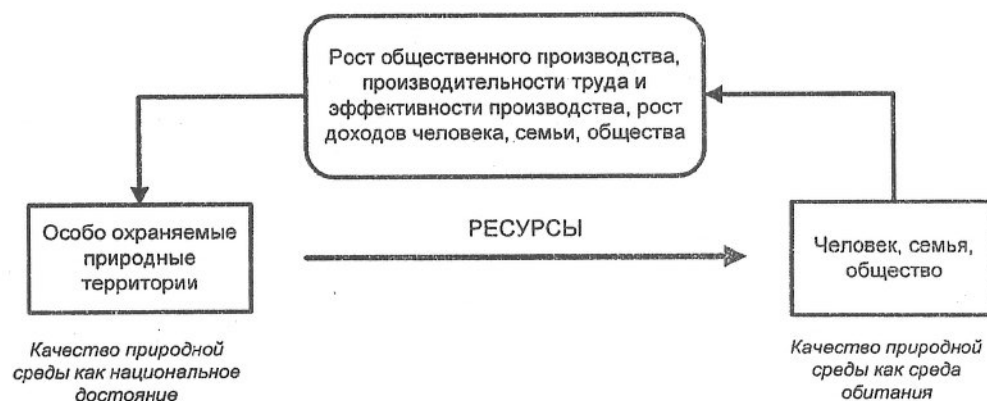 Рост общественного производства,
производительности труда и
эффективности производства, рост
доходов человека, семьи, общества
Особо охраняемые
природные
территории
РЕСУРСЫ
Человек, семья,
общество
Качество природной
среды как национальное
достояние
Качество природной
среды как среда
обитания